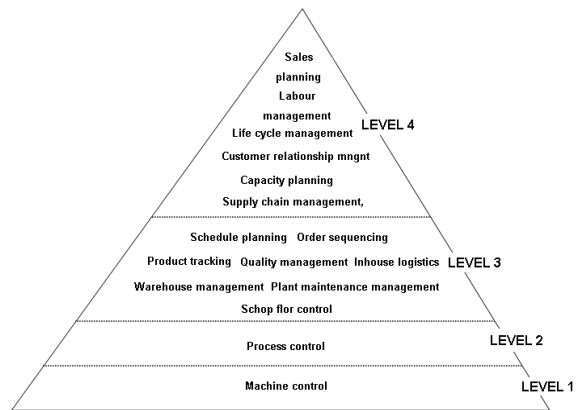 Sales
planning
Labour
management
LEVEL 4
Life cycle management
Customer relationship mngnt
Capacity planning
Supply chain management,
Schedule planning Order sequencing
Product tracking Quality management Inhouse logistics LEVEL 3
Warehouse management Plant maintenance management
Schop flor control
Process control LEVEL 2
Machine control LEVEL 1